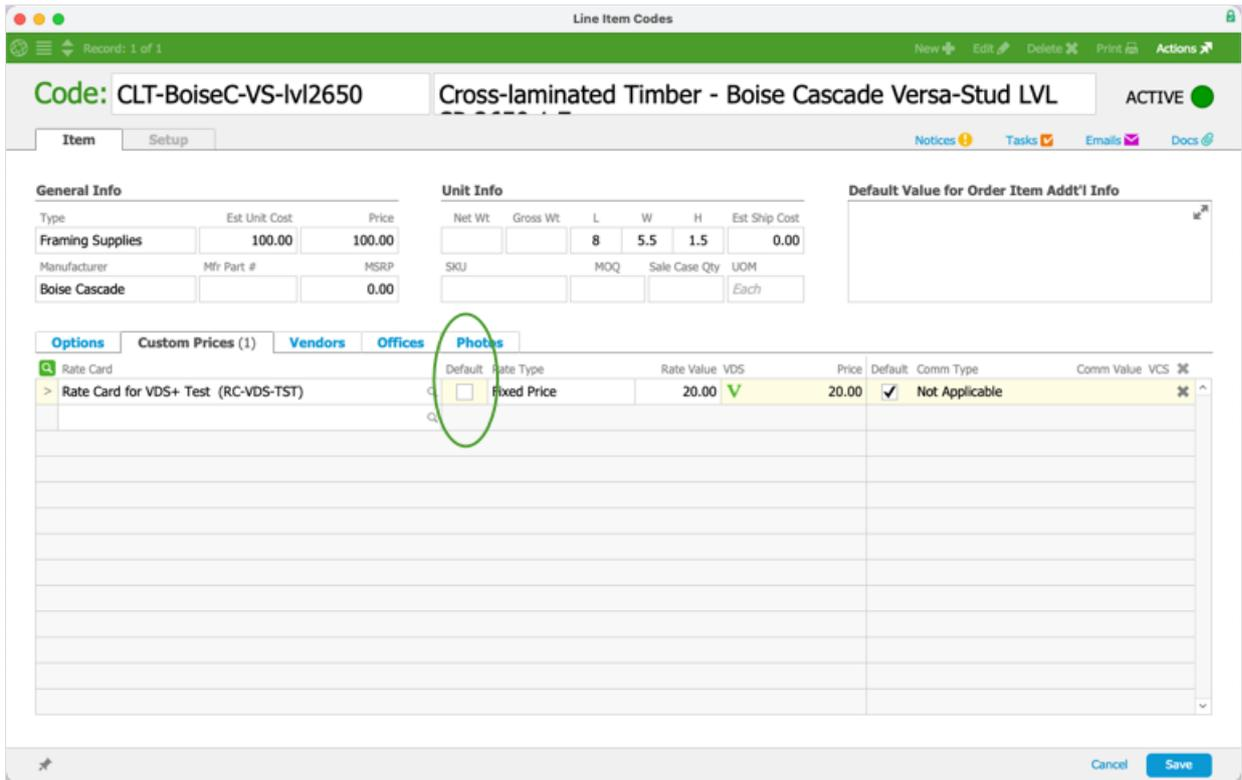 Line Item Codes
Record: 1 of 1 New Edit Delete Print Actions
Code: CLT-BoiseC-VS-lvl2650 Cross-laminated Timber - Boise Cascade Versa-Stud LVL ACTIVE
Item Setup Notices Tasks Emails Docs
General Info Unit Info Default Value for Order Item Addt'l Info
Type Est Unit Cost Price Net Wt Gross Wt L W H Est Ship Cost
Framing Supplies 100.00 100.00 8 5.5 1.5 0.00
Manufacturer Mfr Part # MSRP SKU MOQ Sale Case Qty UOM
Boise Cascade 0.00 Each
Options Custom Prices (1) Vendors Offices Photos
Rate Card Default Rate Type Rate Value VDS Price Default Comm Type Comm Value VCS
> Rate Card for VDS+ Test (RC-VDS-TST) Fixed Price 20.00 V 20.00 Not Applicable
Cancel Save